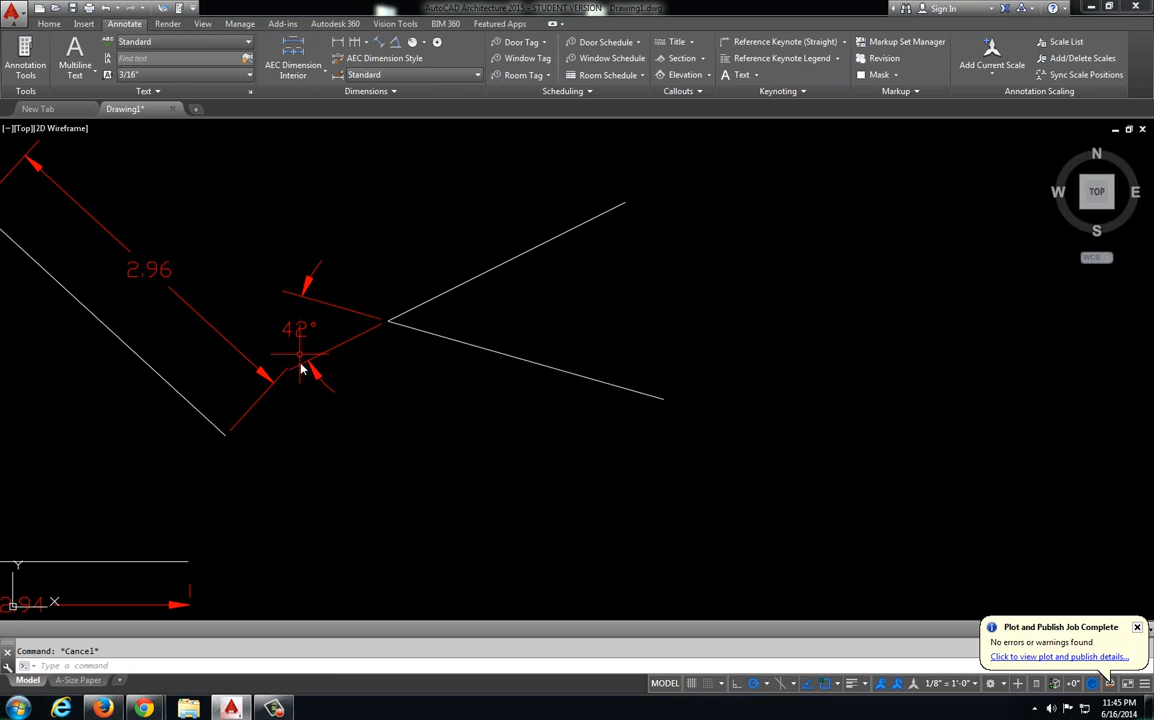 AutoCAD Architecture 2015 - STUDENT VERSION Drawing1.dwg
Sign In
Home Insert Annotate Render View Manage Add-ins Autodesk 360 Vision Tools BIM 360 Featured Apps
Annotation Tools
Tools
Multiline Text
ABC Standard
Find text
3/16"
Text
AEC Dimension Interior
AEC Dimension Style
Standard
Dimensions
Door Tag
Window Tag
Room Tag
Door Schedule
Window Schedule
Room Schedule
Scheduling
Title
Section
Elevation
Callouts
Reference Keynote (Straight)
Reference Keynote Legend
Text
Keynoting
Markup Set Manager
Revision
Mask
Markup
Add Current Scale
Scale List
Add/Delete Scales
Sync Scale Positions
Annotation Scaling
New Tab
Drawing1*
[−][Top][2D Wireframe]
N
W TOP E
S
WCS
2.96
42°
Y
2.94 X
Plot and Publish Job Complete
No errors or warnings found
Click to view plot and publish details...
Command: *Cancel*
Type a command
Model A-Size Paper
MODEL
1/8" = 1'-0"
+0"
11:45 PM
6/16/2014